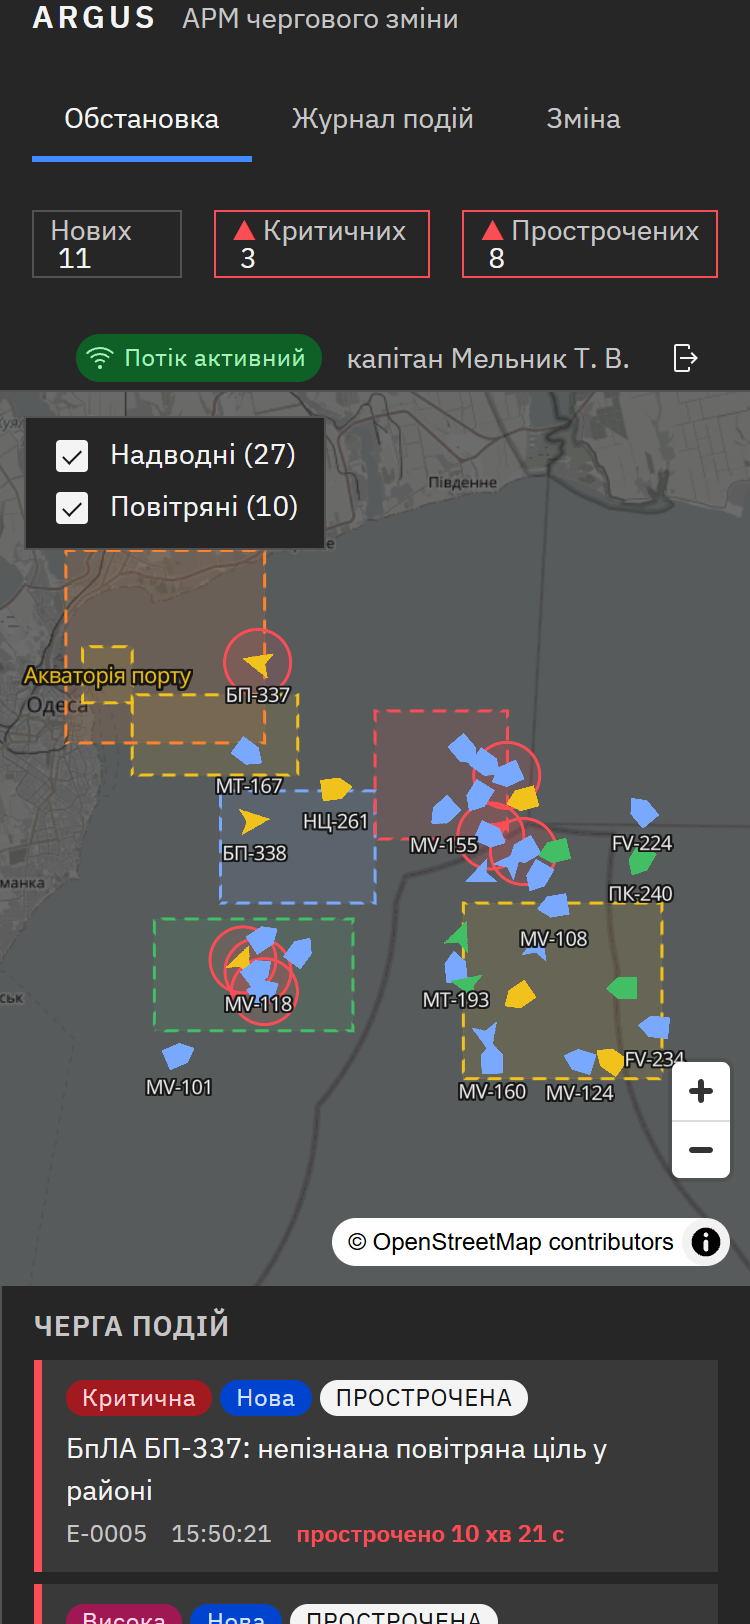 ARGUS АРМ чергового зміни
Обстановка Журнал подій Зміна
Нових
11
Критичних
3
Прострочених
8
Потік активний капітан Мельник Т. В.
Надводні (27)
Повітряні (10)
Південне
Акваторія порту
Одеса
БП-337
МТ-167
НЦ-261
БП-338
MV-155
FV-224
ПК-240
манка
MV-108
МТ-193
MV-118
ськ
MV-101
FV-234
MV-160
MV-124
+
−
© OpenStreetMap contributors
ЧЕРГА ПОДІЙ
Критична Нова ПРОСТРОЧЕНА
БпЛА БП-337: непізнана повітряна ціль у
районі
E-0005 15:50:21 прострочено 10 хв 21 с
Висока Нова ПРОСТРОЧЕНА